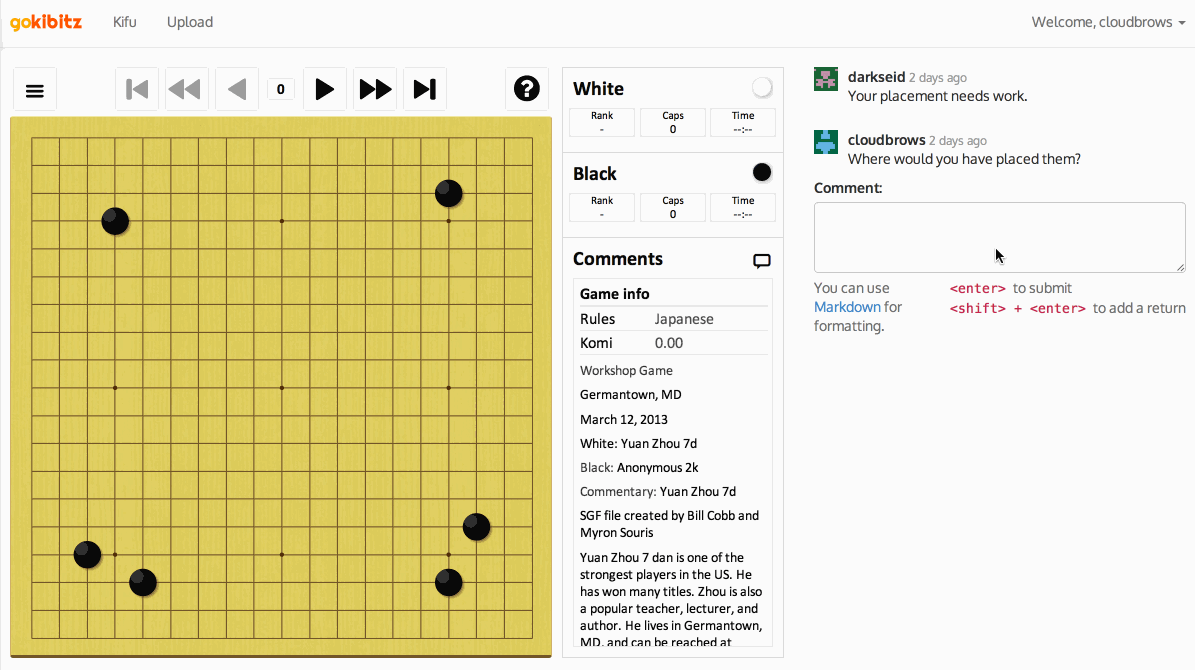 gokibitz Kifu Upload Welcome, cloudbrows
0
?
White
Rank Caps Time
- 0 --:--
Black
Rank Caps Time
- 0 --:--
Comments
Game info
Rules Japanese
Komi 0.00
Workshop Game
Germantown, MD
March 12, 2013
White: Yuan Zhou 7d
Black: Anonymous 2k
Commentary: Yuan Zhou 7d
SGF file created by Bill Cobb and
Myron Souris
Yuan Zhou 7 dan is one of the
strongest players in the US. He
has won many titles. Zhou is also
a popular teacher, lecturer, and
author. He lives in Germantown,
MD, and can be reached at
darkseid 2 days ago
Your placement needs work.
cloudbrows 2 days ago
Where would you have placed them?
Comment:
You can use
Markdown for
formatting.
<enter> to submit
<shift> + <enter> to add a return